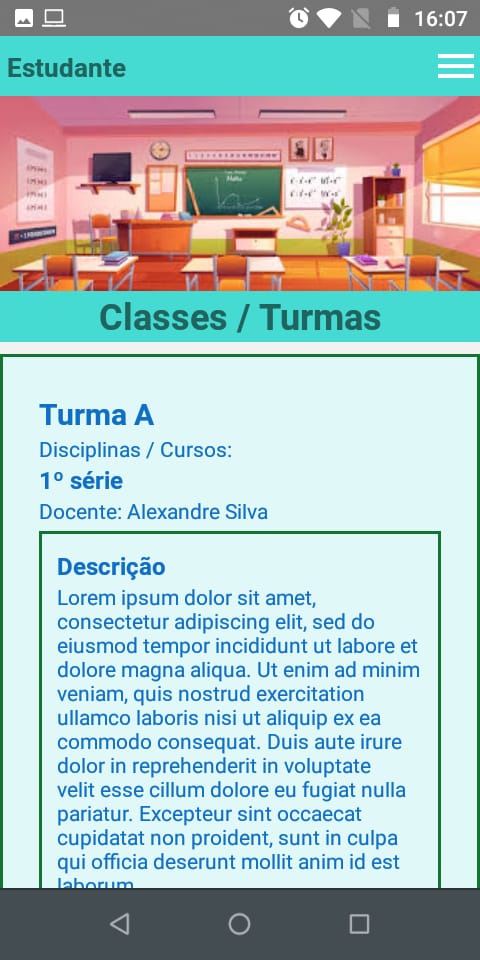 16:07
Estudante
Classes / Turmas
Turma A
Disciplinas / Cursos:
1º série
Docente: Alexandre Silva
Descrição
Lorem ipsum dolor sit amet,
consectetur adipiscing elit, sed do
eiusmod tempor incididunt ut labore et
dolore magna aliqua. Ut enim ad minim
veniam, quis nostrud exercitation
ullamco laboris nisi ut aliquip ex ea
commodo consequat. Duis aute irure
dolor in reprehenderit in voluptate
velit esse cillum dolore eu fugiat nulla
pariatur. Excepteur sint occaecat
cupidatat non proident, sunt in culpa
qui officia deserunt mollit anim id est
laborum